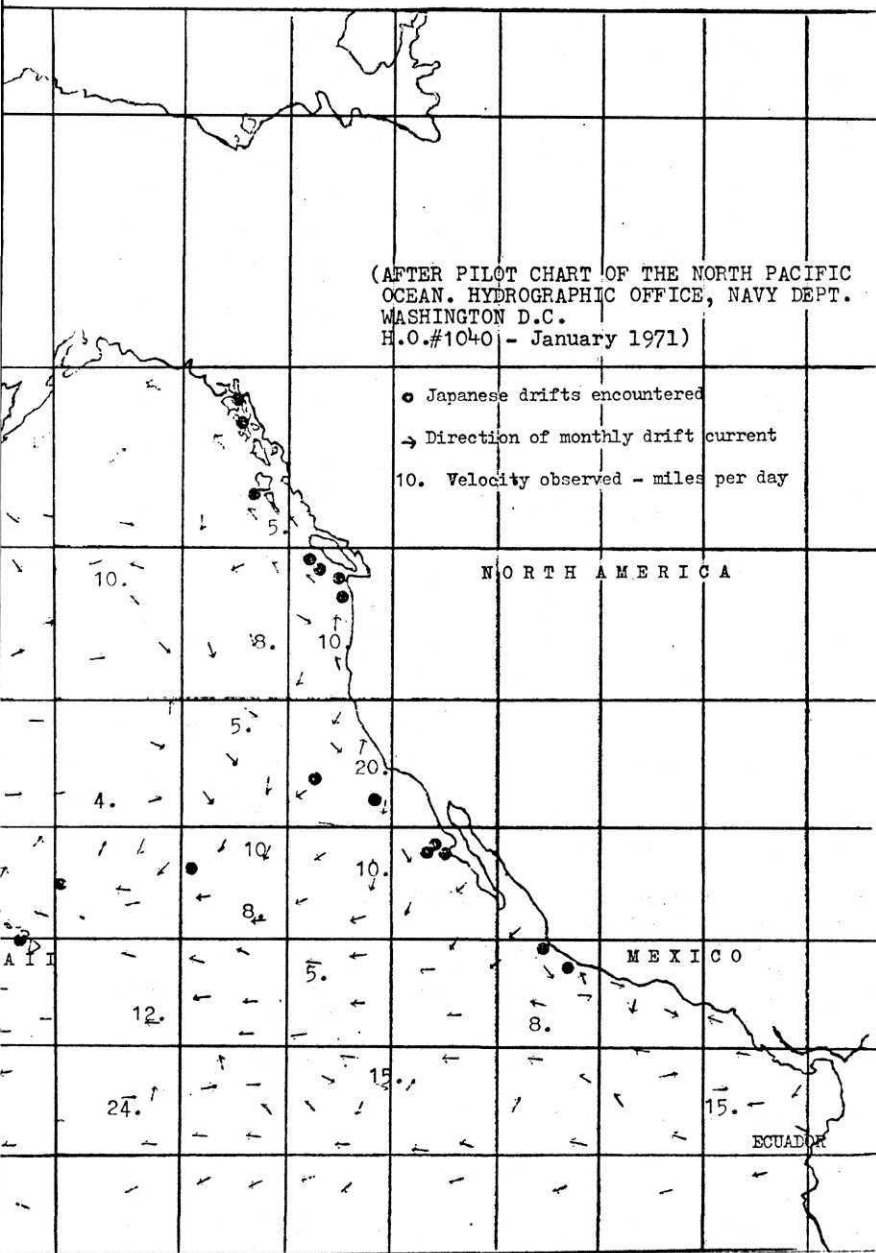 (AFTER PILOT CHART OF THE NORTH PACIFIC
OCEAN. HYDROGRAPHIC OFFICE, NAVY DEPT.
WASHINGTON D.C.
H.O.#1040 - January 1971)
Japanese drifts encountered
Direction of monthly drift current
10. Velocity observed - miles per day
5.
10.
NORTH AMERICA
8.
10
5.
20.
4.
10.
10.
8.
AII
MEXICO
5.
12.
8.
15.
24.
15.
ECUADOR